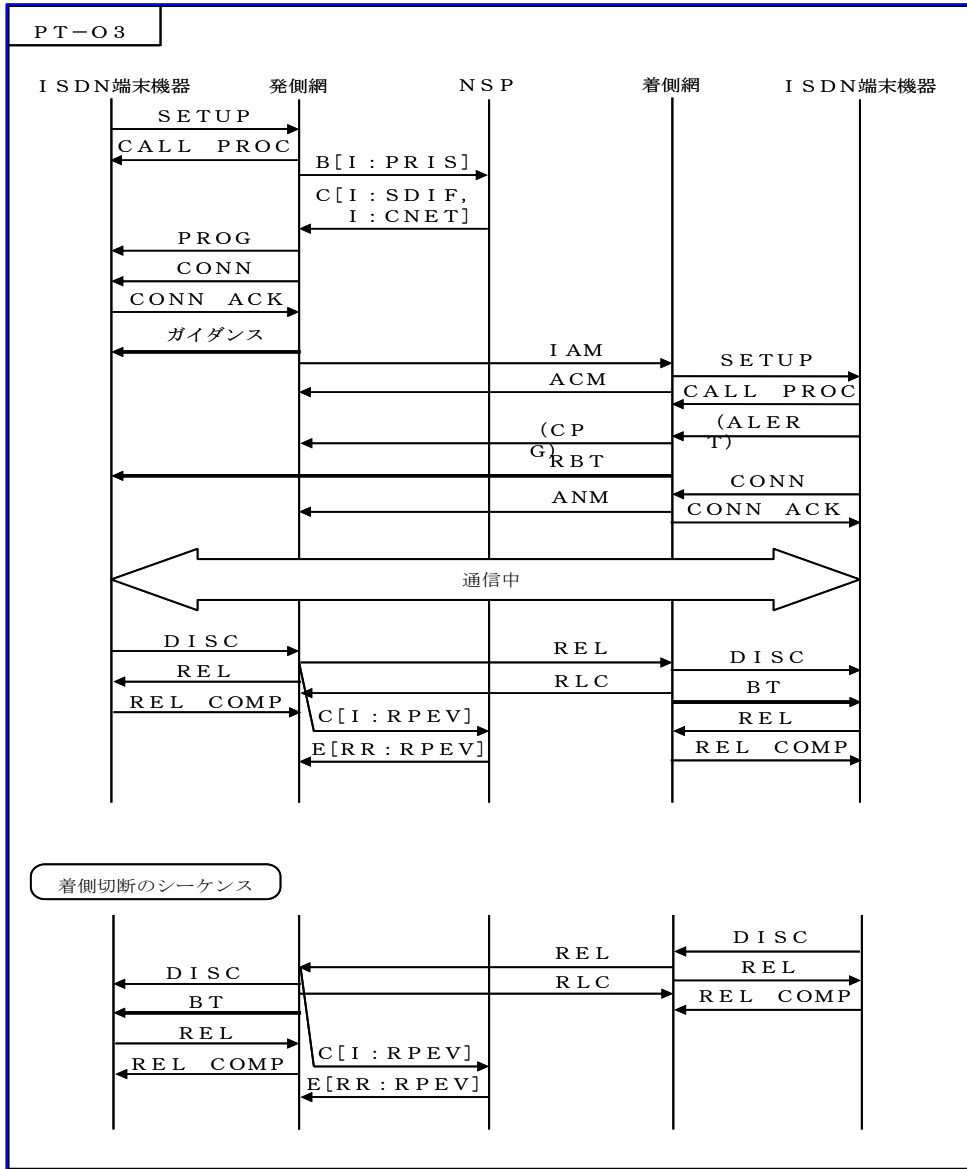 ＰＴ－Ｏ３
ＩＳＤＮ端末機器　発側網　ＮＳＰ　着側網　ＩＳＤＮ端末機器
ＳＥＴＵＰ
ＣＡＬＬ　ＰＲＯＣ
Ｂ[Ｉ：ＰＲＩＳ]
Ｃ[Ｉ：ＳＤＩＦ,
Ｉ：ＣＮＥＴ]
ＰＲＯＧ
ＣＯＮＮ
ＣＯＮＮ　ＡＣＫ
ガイダンス
ＩＡＭ
ＳＥＴＵＰ
ＡＣＭ
ＣＡＬＬ　ＰＲＯＣ
（ＡＬＥＲ
Ｔ）
（ＣＰ
Ｇ）
ＲＢＴ
ＣＯＮＮ
ＡＮＭ
ＣＯＮＮ　ＡＣＫ
通信中
ＤＩＳＣ
ＲＥＬ
ＤＩＳＣ
ＲＥＬ
ＲＬＣ
ＢＴ
ＲＥＬ　ＣＯＭＰ
Ｃ[Ｉ：ＲＰＥＶ]
ＲＥＬ
Ｅ[ＲＲ：ＲＰＥＶ]
ＲＥＬ　ＣＯＭＰ
着側切断のシーケンス
ＤＩＳＣ
ＲＥＬ
ＲＥＬ
ＤＩＳＣ
ＲＬＣ
ＲＥＬ　ＣＯＭＰ
ＢＴ
ＲＥＬ
Ｃ[Ｉ：ＲＰＥＶ]
ＲＥＬ　ＣＯＭＰ
Ｅ[ＲＲ：ＲＰＥＶ]